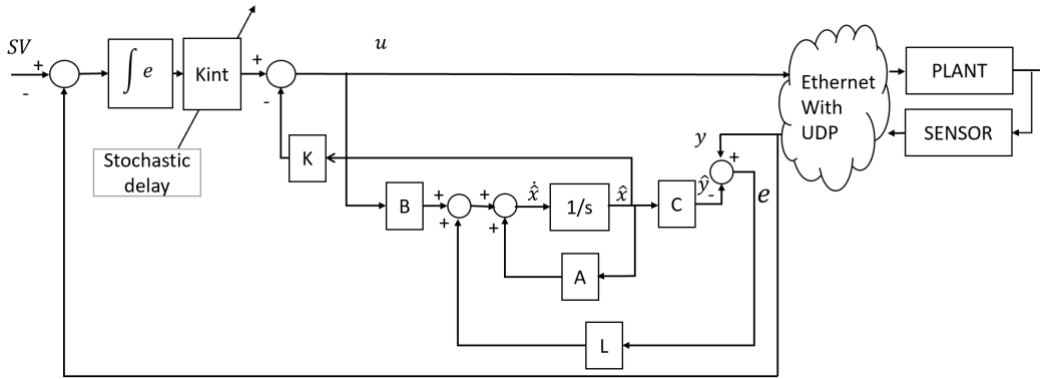 SV
+
-
∫ e
Kint
+
-
u
Ethernet
With
UDP
PLANT
SENSOR
Stochastic
delay
K
y
+
B
+
+
+
+
ẋ̂
1/s
x̂
C
ŷ
-
e
A
L